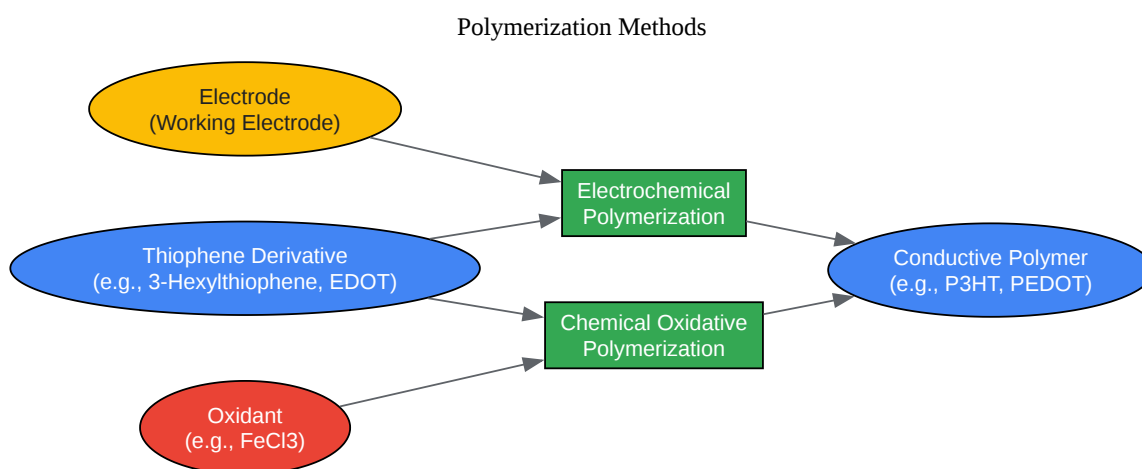 Polymerization Methods
Electrode
(Working Electrode)
Electrochemical
Polymerization
Thiophene Derivative
(e.g., 3-Hexylthiophene, EDOT)
Conductive Polymer
(e.g., P3HT, PEDOT)
Chemical Oxidative
Polymerization
Oxidant
(e.g., FeCl3)